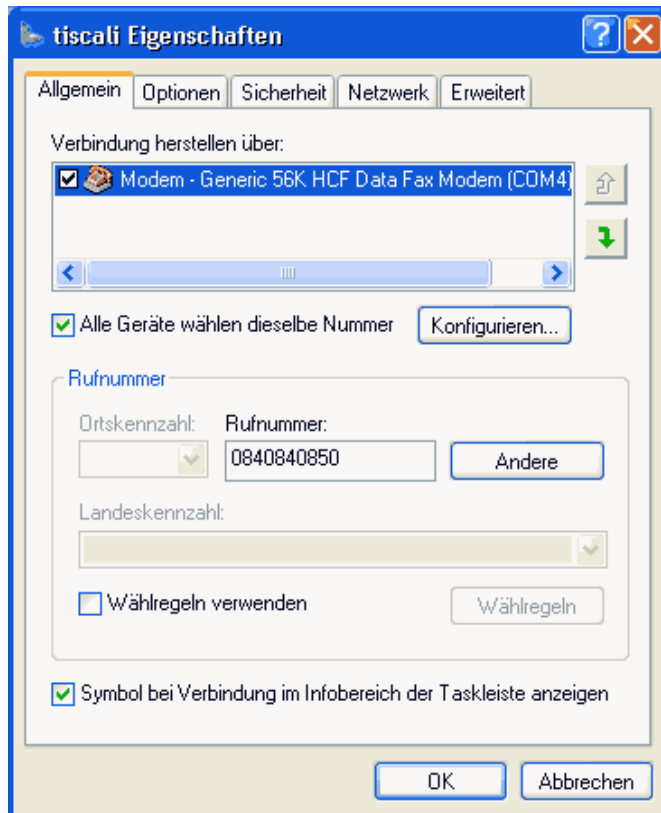 tiscali Eigenschaften
Allgemein Optionen Sicherheit Netzwerk Erweitert
Verbindung herstellen über:
Modem - Generic 56K HCF Data Fax Modem (COM4)
Alle Geräte wählen dieselbe Nummer Konfigurieren...
Rufnummer
Ortskennzahl: Rufnummer:
0840840850 Andere
Landeskennzahl:
Wählregeln verwenden Wählregeln
Symbol bei Verbindung im Infobereich der Taskleiste anzeigen
OK Abbrechen